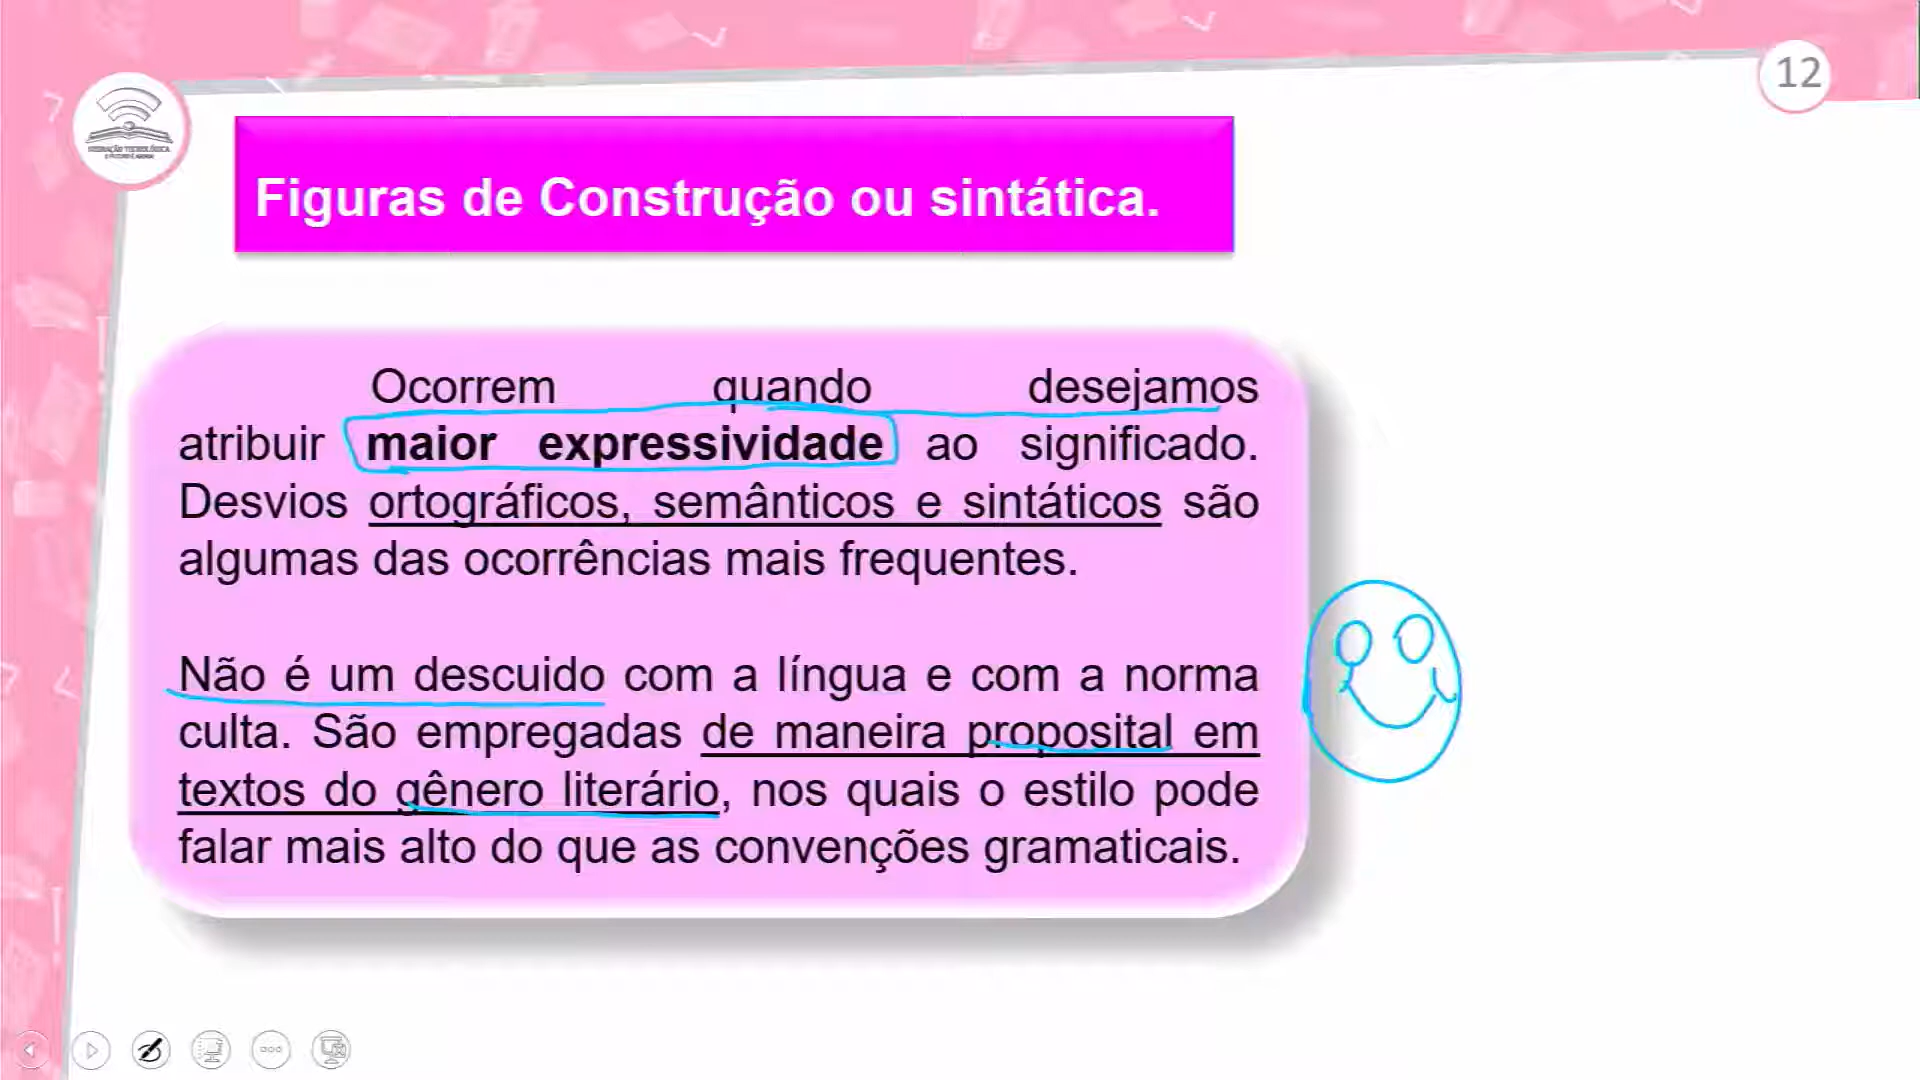 12
Figuras de Construção ou sintática.
Ocorrem quando desejamos
atribuir maior expressividade ao significado.
Desvios ortográficos, semânticos e sintáticos são
algumas das ocorrências mais frequentes.
Não é um descuido com a língua e com a norma
culta. São empregadas de maneira proposital em
textos do gênero literário, nos quais o estilo pode
falar mais alto do que as convenções gramaticais.